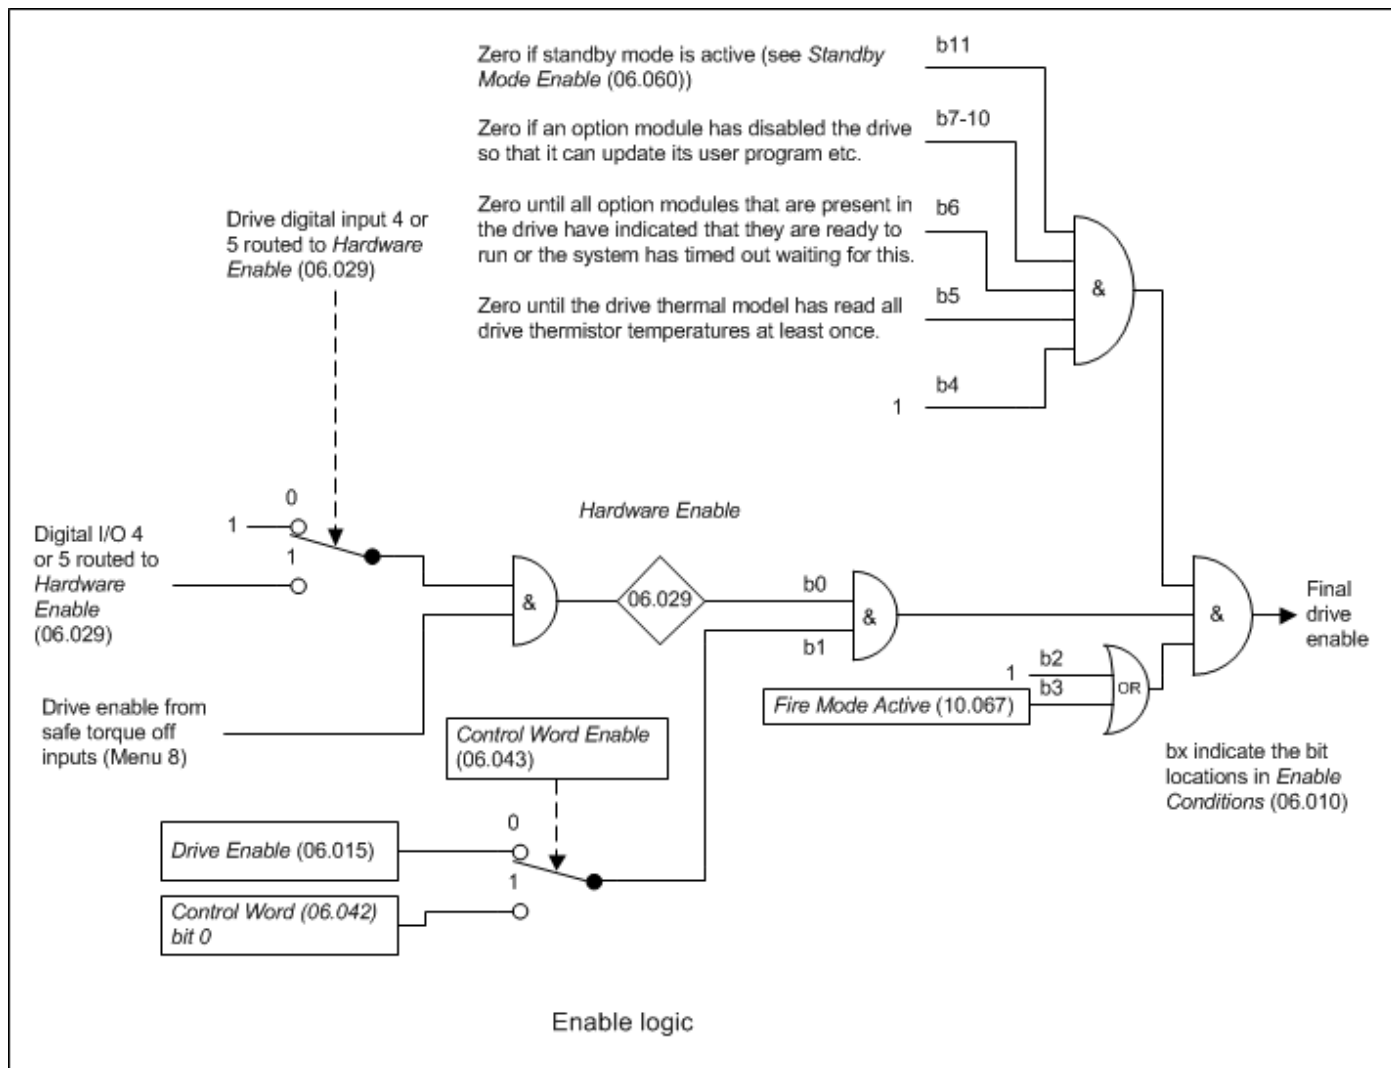 Zero if standby mode is active (see Standby
Mode Enable (06.060))
b11
Zero if an option module has disabled the drive
so that it can update its user program etc.
b7-10
Zero until all option modules that are present in
the drive have indicated that they are ready to
run or the system has timed out waiting for this.
b6
Zero until the drive thermal model has read all
drive thermistor temperatures at least once.
b5
1
b4
&
Drive digital input 4 or
5 routed to Hardware
Enable (06.029)
0
1
1
Digital I/O 4
or 5 routed to
Hardware
Enable
(06.029)
Drive enable from
safe torque off
inputs (Menu 8)
&
Hardware Enable
06.029
b0
b1
&
1
b2
b3
OR
Fire Mode Active (10.067)
&
Final
drive
enable
bx indicate the bit
locations in Enable
Conditions (06.010)
Control Word Enable
(06.043)
0
1
Drive Enable (06.015)
Control Word (06.042)
bit 0
Enable logic